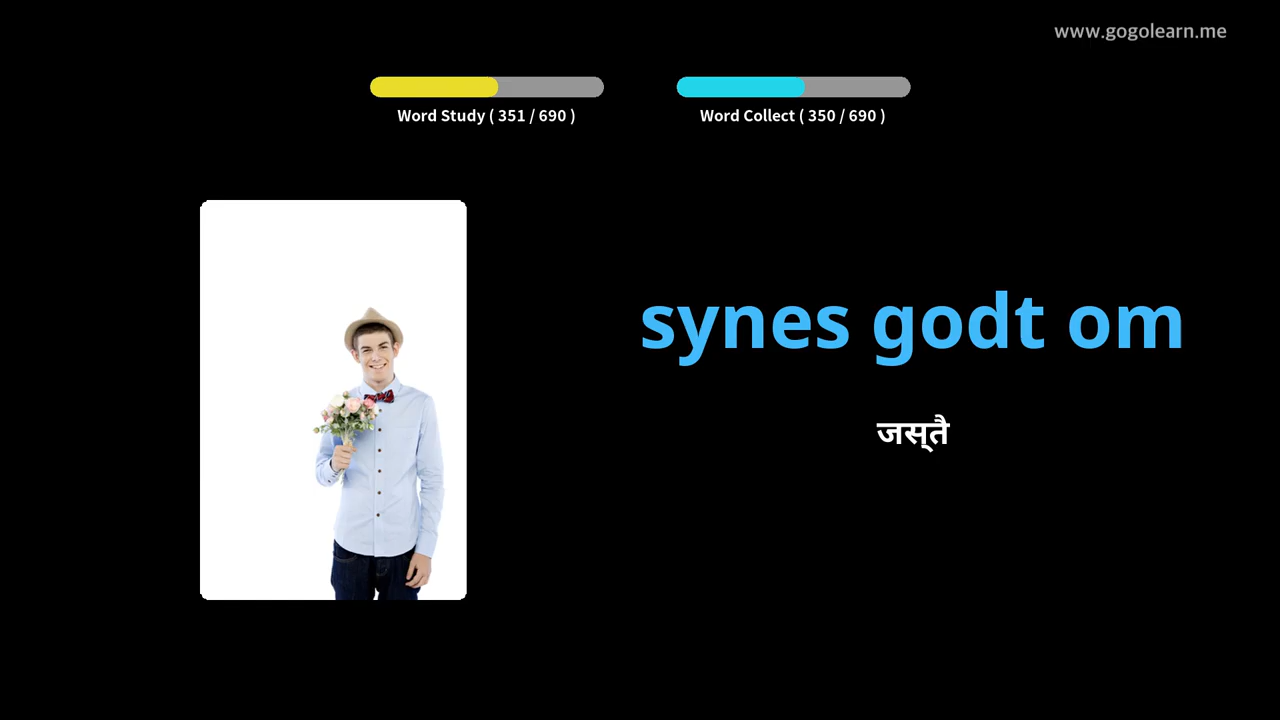 www.gogolearn.me
Word Study ( 351 / 690 )
Word Collect ( 350 / 690 )
synes godt om
जस्‌तै